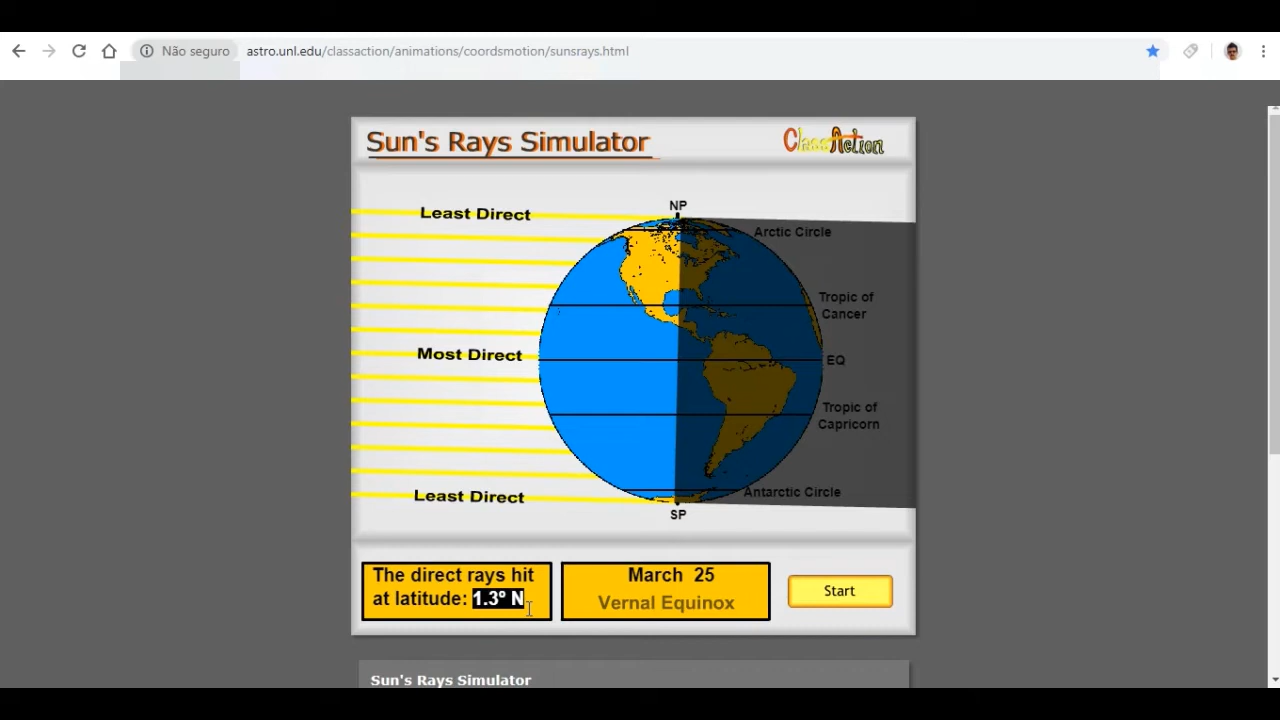 Não seguro
astro.unl.edu/classaction/animations/coordsmotion/sunsrays.html
Sun's Rays Simulator
ClassAction
NP
Least Direct
Arctic Circle
Tropic of
Cancer
Most Direct
EQ
Tropic of
Capricorn
Least Direct
Antarctic Circle
SP
The direct rays hit
at latitude: 1.3º N
March 25
Vernal Equinox
Start
Sun's Rays Simulator